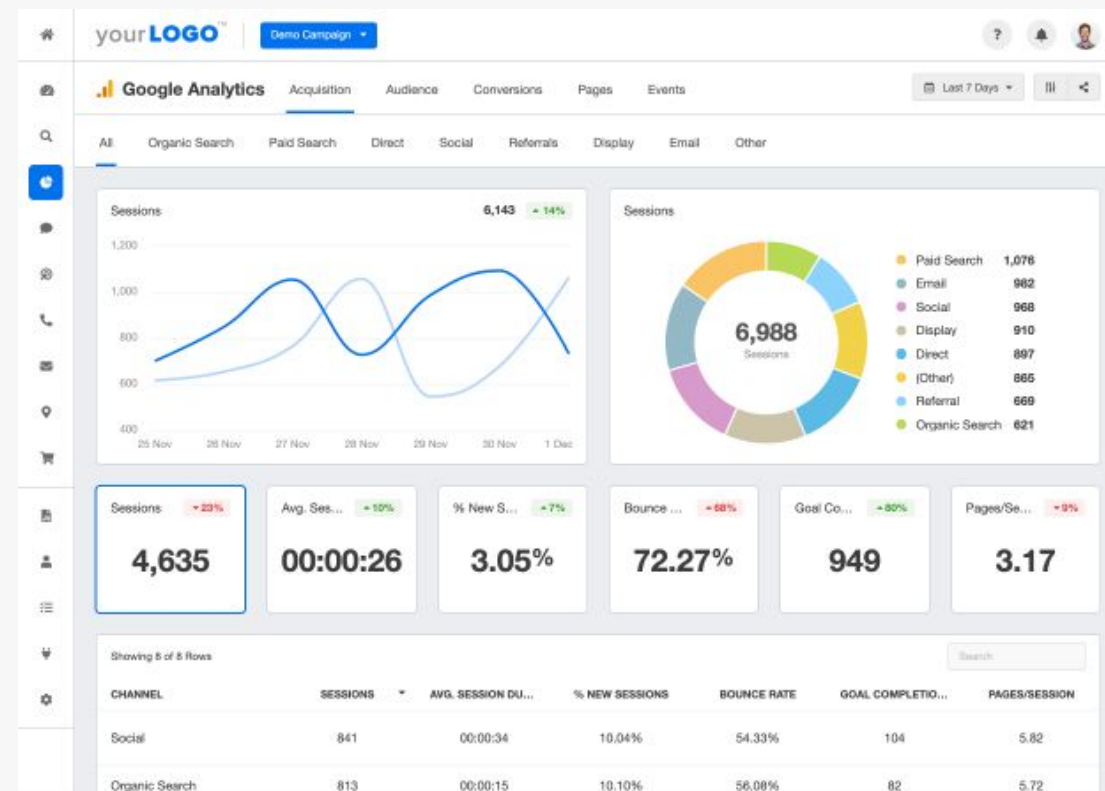 yourLOGO™ Demo Campaign ?
Google Analytics Acquisition Audience Conversions Pages Events Last 7 Days
All Organic Search Paid Search Direct Social Referrals Display Email Other
Sessions 6,143 14%
1,200
1,000
800
600
400
25 Nov 26 Nov 27 Nov 28 Nov 29 Nov 30 Nov 1 Dec
Sessions
6,988
Sessions
Paid Search 1,076
Email 982
Social 968
Display 910
Direct 897
(Other) 865
Referral 669
Organic Search 621
Sessions 23%
4,635
Avg. Ses... 10%
00:00:26
% New S... 7%
3.05%
Bounce ... 68%
72.27%
Goal Co... 80%
949
Pages/Se... 9%
3.17
Showing 8 of 8 Rows Search
CHANNEL SESSIONS AVG. SESSION DU... % NEW SESSIONS BOUNCE RATE GOAL COMPLETIO... PAGES/SESSION
Social 841 00:00:34 10.04% 54.33% 104 5.82
Organic Search 813 00:00:15 10.10% 56.08% 82 5.72